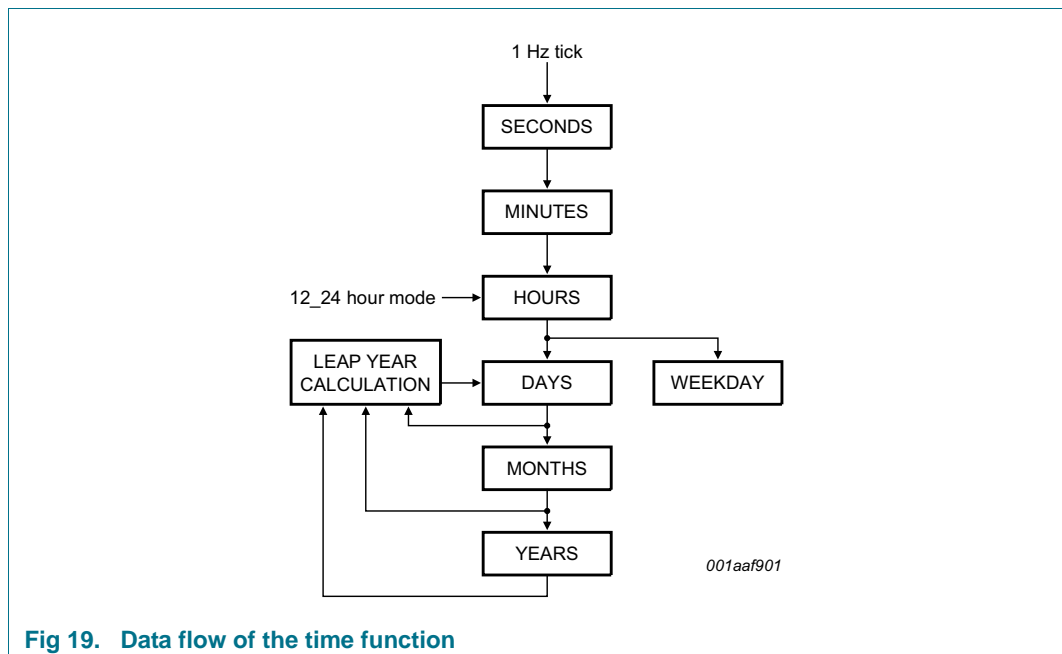 1 Hz tick
SECONDS
MINUTES
12_24 hour mode
HOURS
LEAP YEAR
CALCULATION
DAYS
WEEKDAY
MONTHS
YEARS
001aaf901
Fig 19. Data flow of the time function